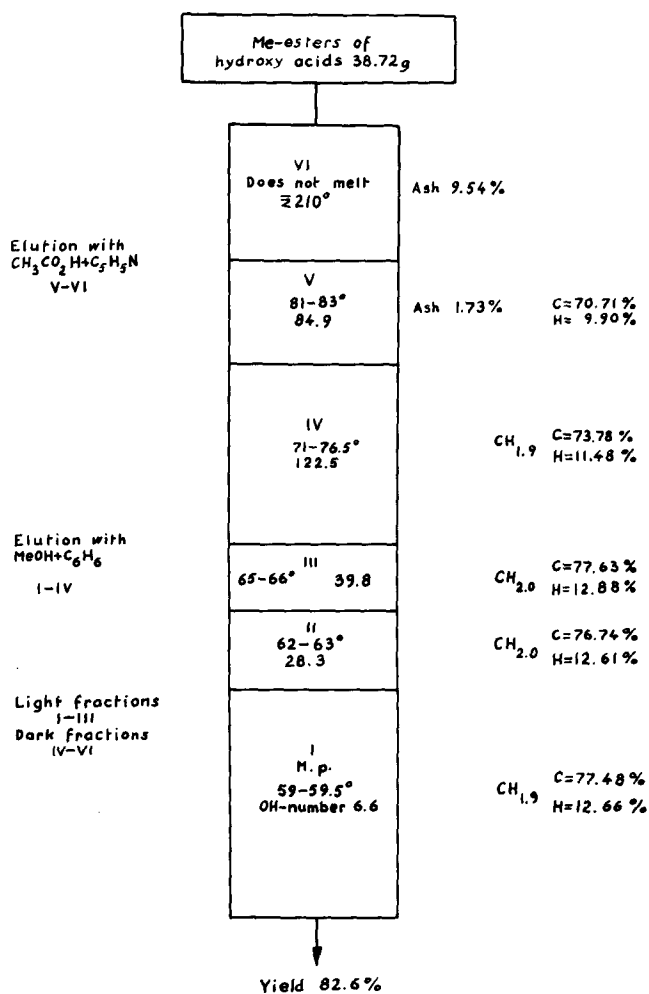 Me-esters of
hydroxy acids 38.72g
VI
Does not melt
≧210°
Ash 9.54%
Elution with
CH3CO2H+C5H5N
V-VI
V
81-83°
84.9
Ash 1.73%
C=70.71%
H= 9.90%
IV
71-76.5°
122.5
CH1.9
C=73.78 %
H=11.48 %
Elution with
MeOH+C6H6
I-IV
III
65-66° 39.8
CH2.0
C=77.63 %
H=12.88%
II
62-63°
28.3
CH2.0
C=76.74%
H=12.61%
Light fractions
I-III
Dark fractions
IV-VI
I
M.p.
59-59.5°
OH-number 6.6
CH1.9
C=77.48%
H=12.66 %
Yield 82.6%